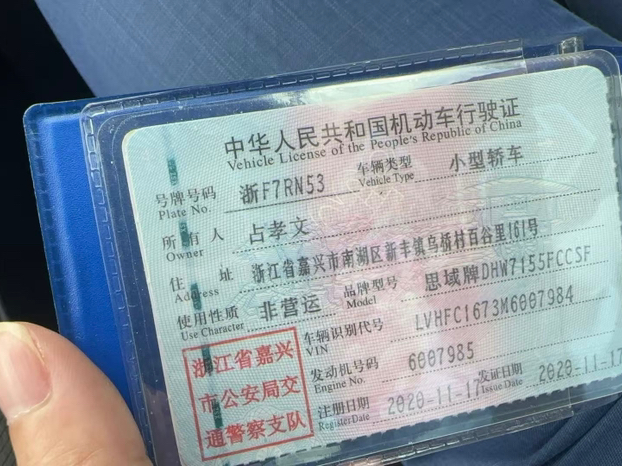 中华人民共和国机动车行驶证
Vehicle License of the People's Republic of China
号牌号码 浙F7RN53 车辆类型 小型轿车
Plate No. Vehicle Type
所有人 占孝文
Owner
住址 浙江省嘉兴市南湖区新丰镇乌桥村百谷里161号
Address
使用性质 非营运 品牌型号 思域牌DHW7155FCCSF
Use Character Model
车辆识别代号 LVHFC1673M6007984
VIN
发动机号码 6007985
Engine No.
注册日期 2020-11-17 发证日期 2020-11-17
Register Date Issue Date
浙江省嘉兴
市公安局交
通警察支队